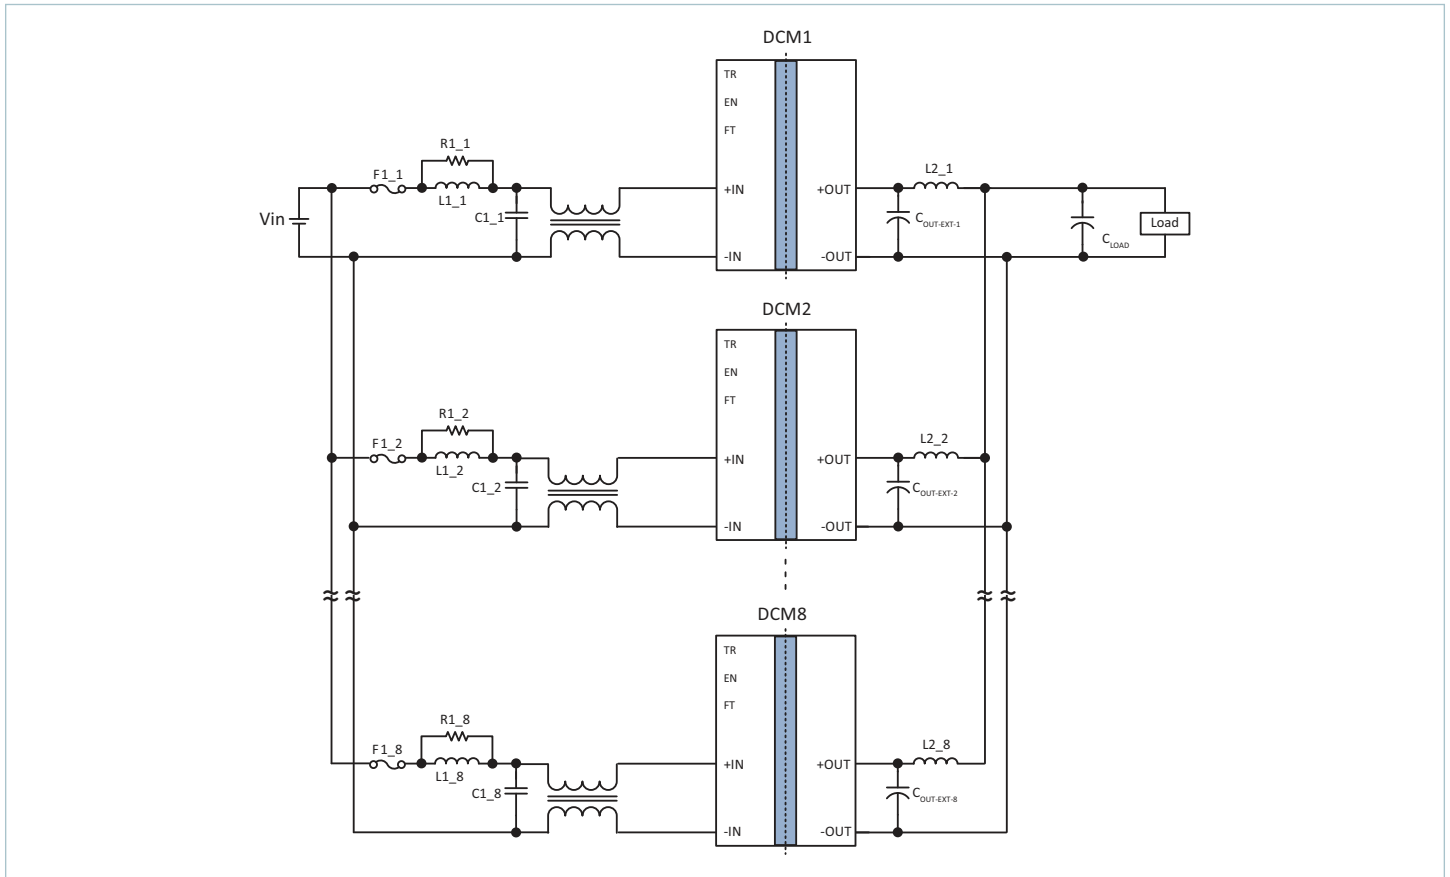 DCM1
TR
EN
FT
R1_1
F1_1
L1_1
C1_1
Vin
+IN
-IN
+OUT
-OUT
L2_1
COUT-EXT-1
CLOAD
Load
DCM2
TR
EN
FT
R1_2
F1_2
L1_2
C1_2
+IN
-IN
+OUT
-OUT
L2_2
COUT-EXT-2
DCM8
TR
EN
FT
R1_8
F1_8
L1_8
C1_8
+IN
-IN
+OUT
-OUT
L2_8
COUT-EXT-8